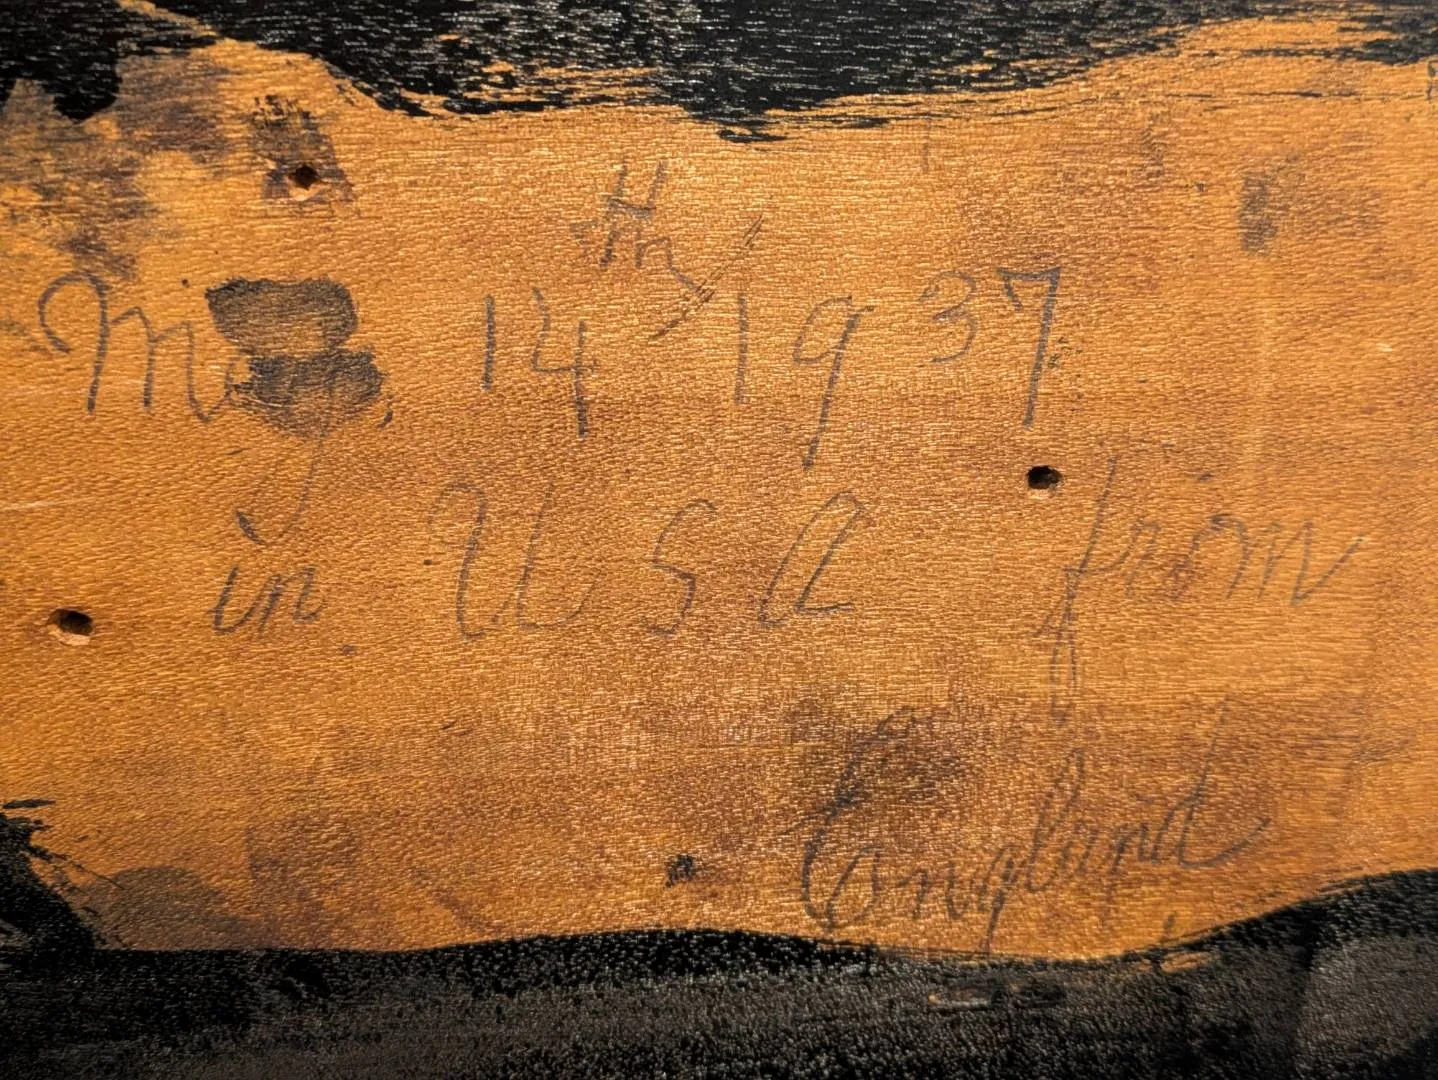 May 14th 1937
in USA from
England